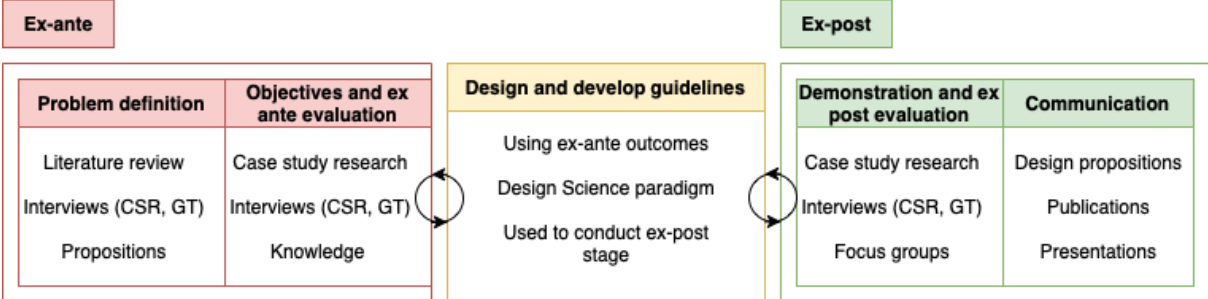 Ex-ante
Ex-post
Problem definition
Objectives and ex
ante evaluation
Literature review
Case study research
Interviews (CSR, GT)
Interviews (CSR, GT)
Propositions
Knowledge
Design and develop guidelines
Using ex-ante outcomes
Design Science paradigm
Used to conduct ex-post
stage
Demonstration and ex
post evaluation
Communication
Case study research
Design propositions
Interviews (CSR, GT)
Publications
Focus groups
Presentations